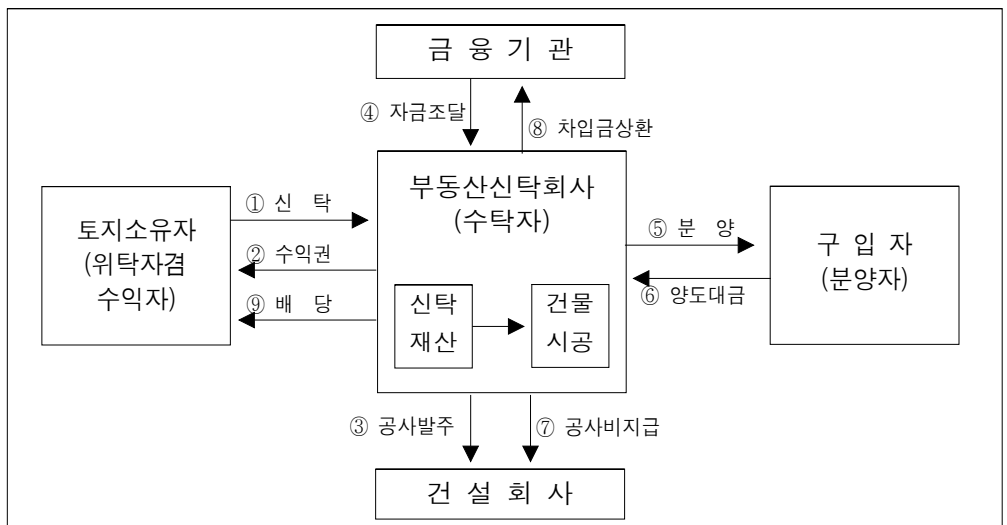 금 융 기 관
④ 자금조달
⑧ 차입금상환
부동산신탁회사
(수탁자)
토지소유자
(위탁자겸
수익자)
① 신 탁
② 수익권
⑨ 배 당
신탁
재산
건물
시공
⑤ 분 양
⑥ 양도대금
구 입 자
(분양자)
③ 공사발주
⑦ 공사비지급
건 설 회 사